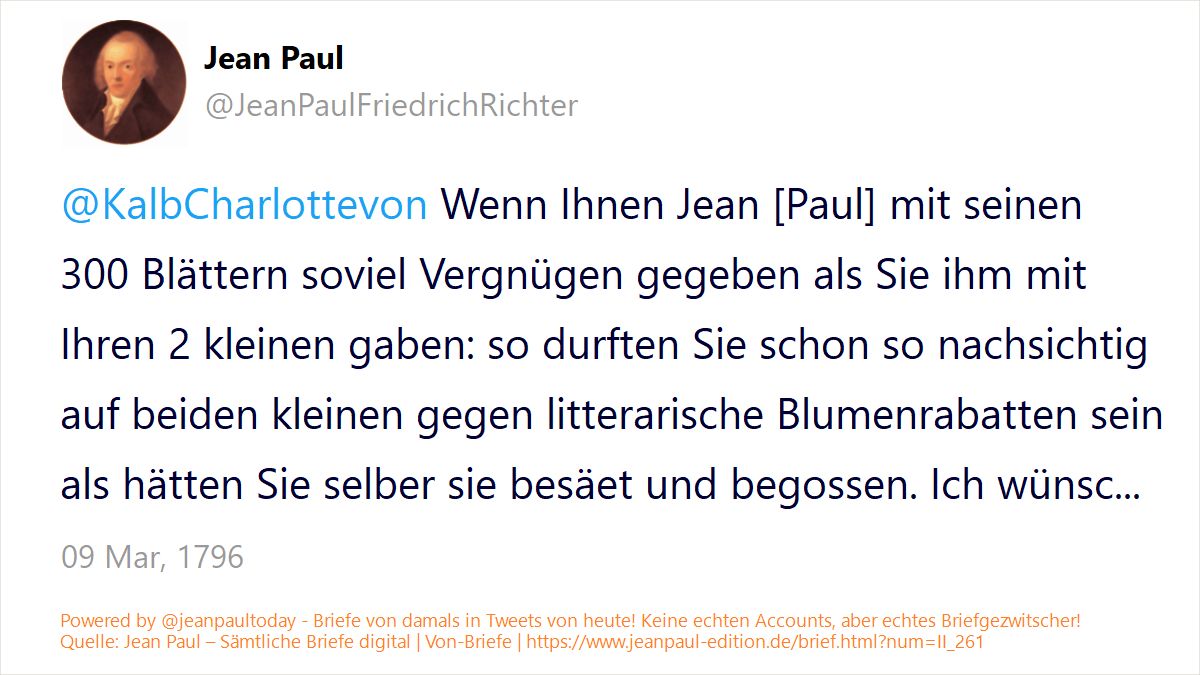 Jean Paul
@JeanPaulFriedrichRichter
@KalbCharlottevon Wenn Ihnen Jean [Paul] mit seinen
300 Blättern soviel Vergnügen gegeben als Sie ihm mit
Ihren 2 kleinen gaben: so durften Sie schon so nachsichtig
auf beiden kleinen gegen litterarische Blumenrabatten sein
als hätten Sie selber sie besäet und begossen. Ich wünsc...
09 Mar, 1796
Powered by @jeanpaultoday - Briefe von damals in Tweets von heute! Keine echten Accounts, aber echtes Briefgezwitscher!
Quelle: Jean Paul – Sämtliche Briefe digital | Von-Briefe | https://www.jeanpaul-edition.de/brief.html?num=II_261